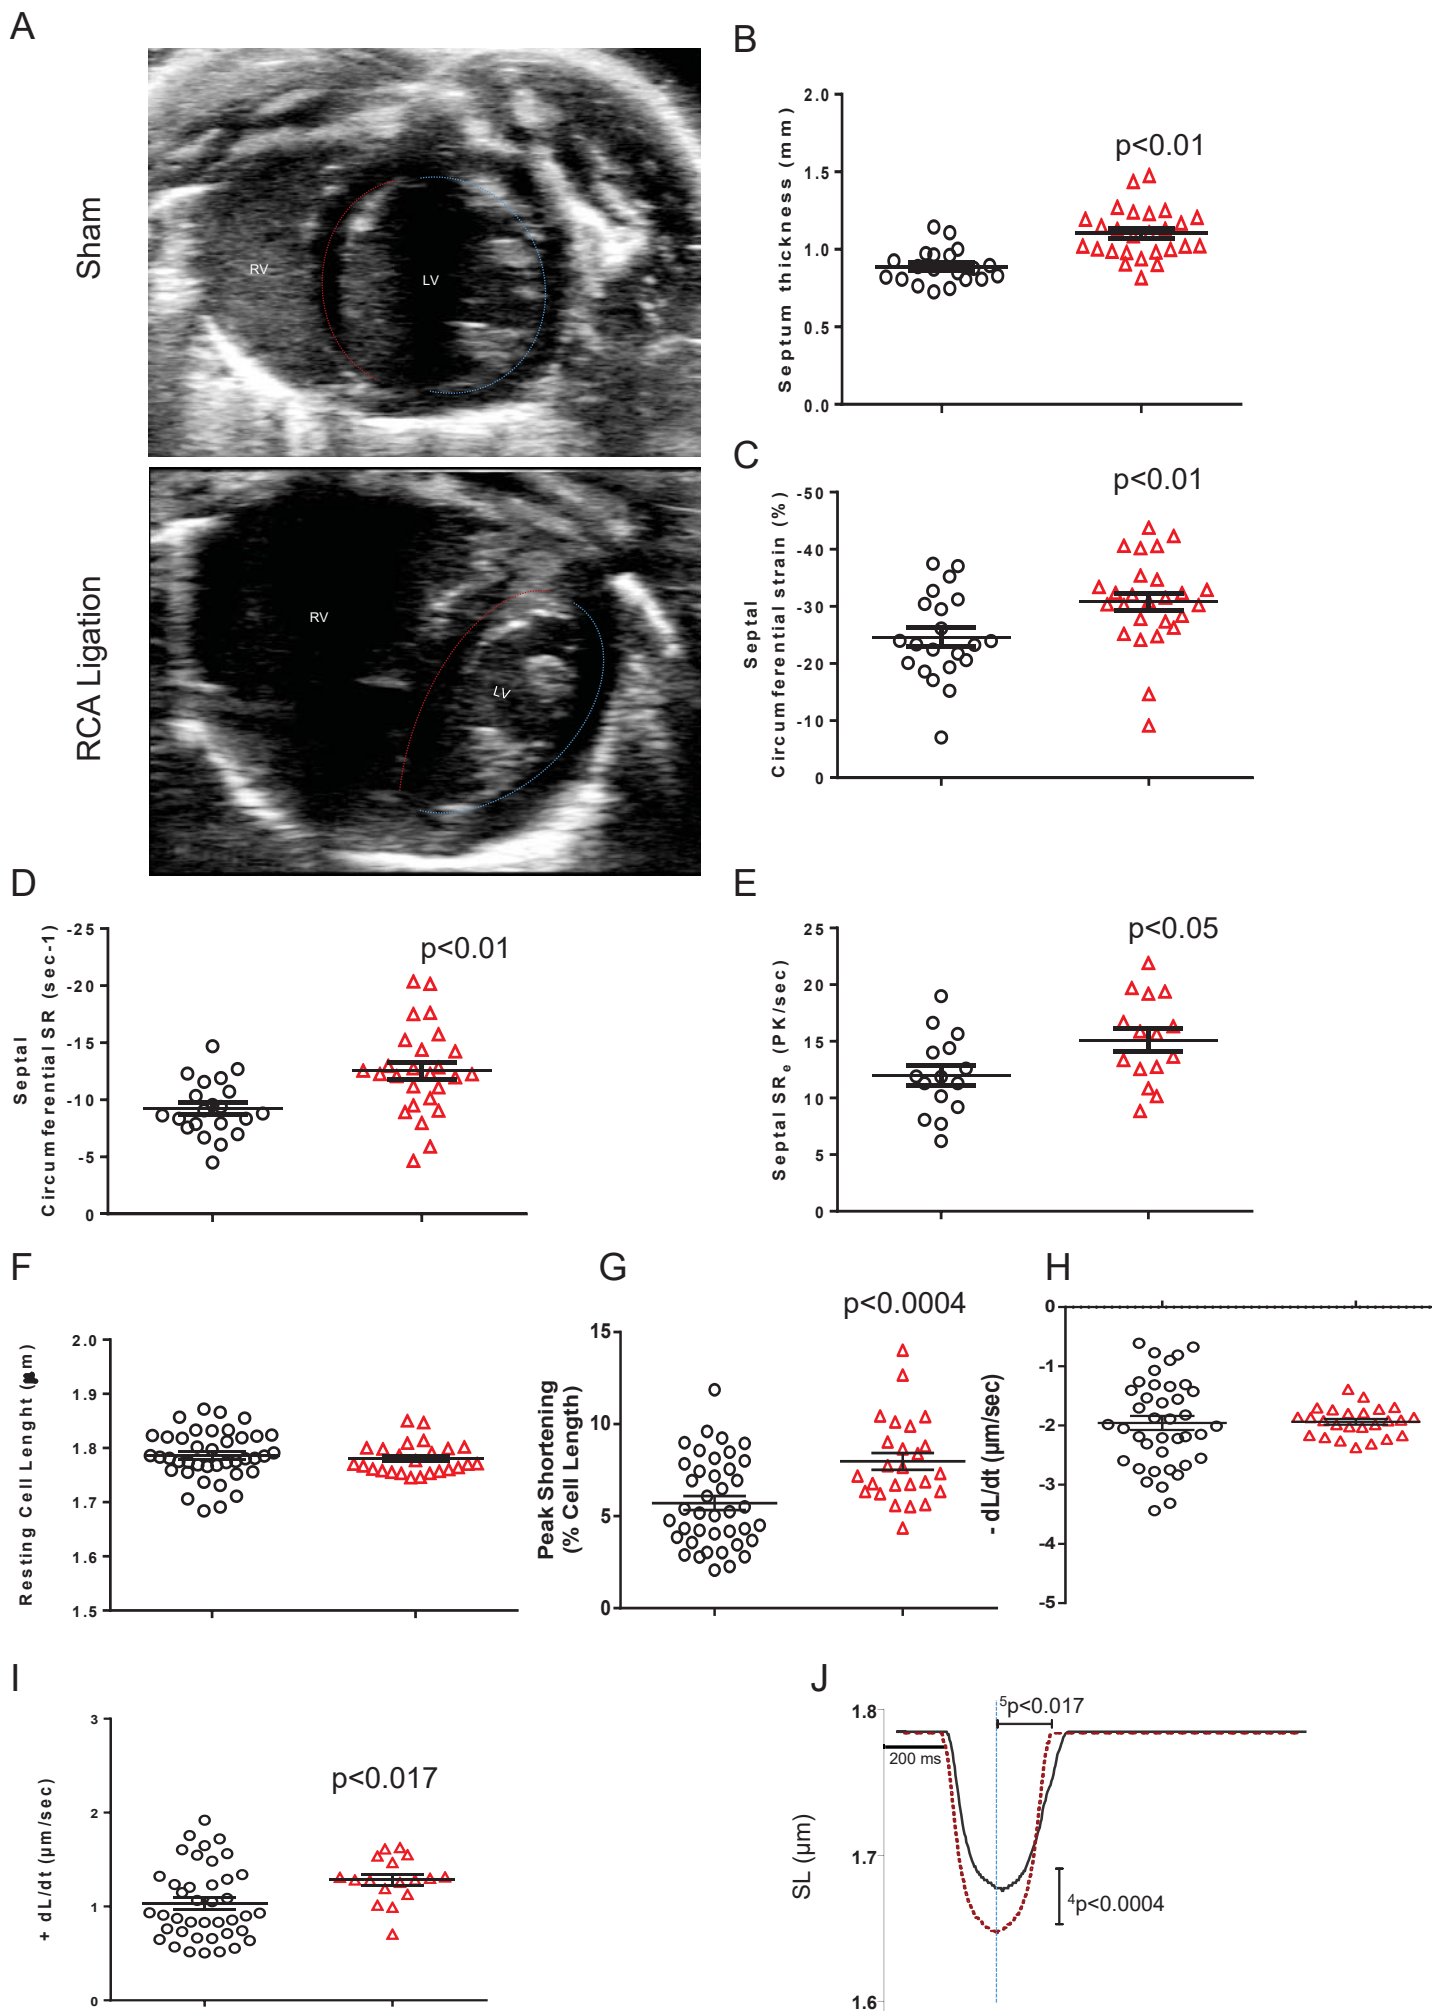 A
Sham
RV
LV
RCA Ligation
RV
LV
B
Septum thickness (mm)
2.0
1.5
1.0
0.5
0.0
p<0.01
C
Septal
Circumferential strain (%)
-50
-40
-30
-20
-10
0
p<0.01
D
Septal
Circumferential SR (sec-1)
-25
-20
-15
-10
-5
0
p<0.01
E
Septal SRe (PK/sec)
25
20
15
10
5
0
p<0.05
F
Resting Cell Lenght (µm)
2.0
1.9
1.8
1.7
1.6
1.5
G
Peak Shortening
(% Cell Length)
15
10
5
0
p<0.0004
H
- dL/dt (µm/sec)
0
-1
-2
-3
-4
-5
I
+ dL/dt (µm/sec)
3
2
1
0
p<0.017
J
SL (µm)
1.8
1.7
1.6
200 ms
5p<0.017
4p<0.0004